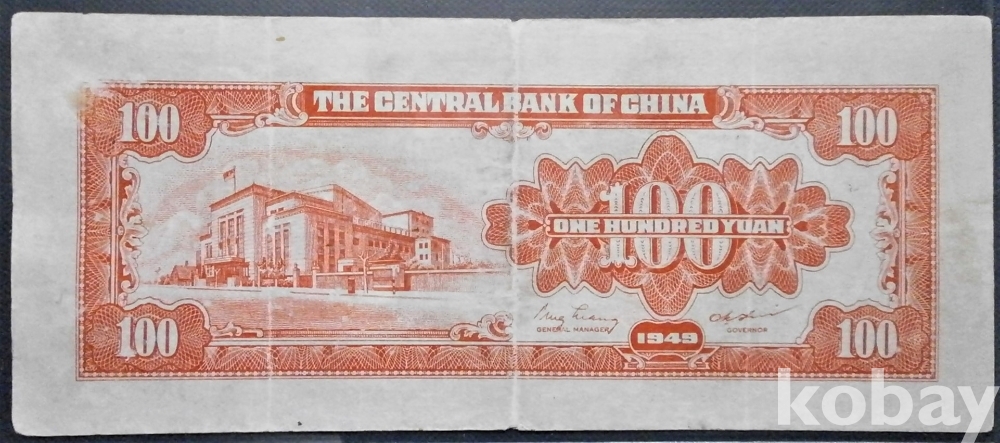 THE CENTRAL BANK OF CHINA
100
100
100
ONE HUNDRED YUAN
GENERAL MANAGER
GOVERNOR
100
1949
100
kobay